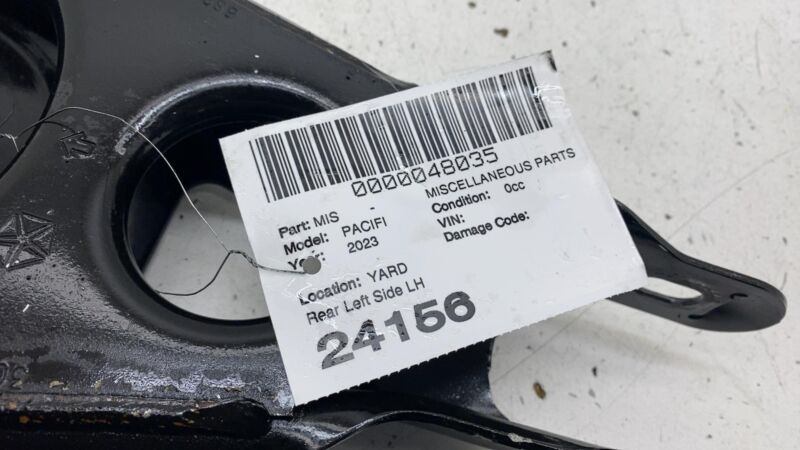 0000048035
Part: MIS - MISCELLANEOUS PARTS
Model: PACIFI Condition: 0cc
Year: 2023 VIN:
Damage Code:
Location: YARD
Rear Left Side LH
24156